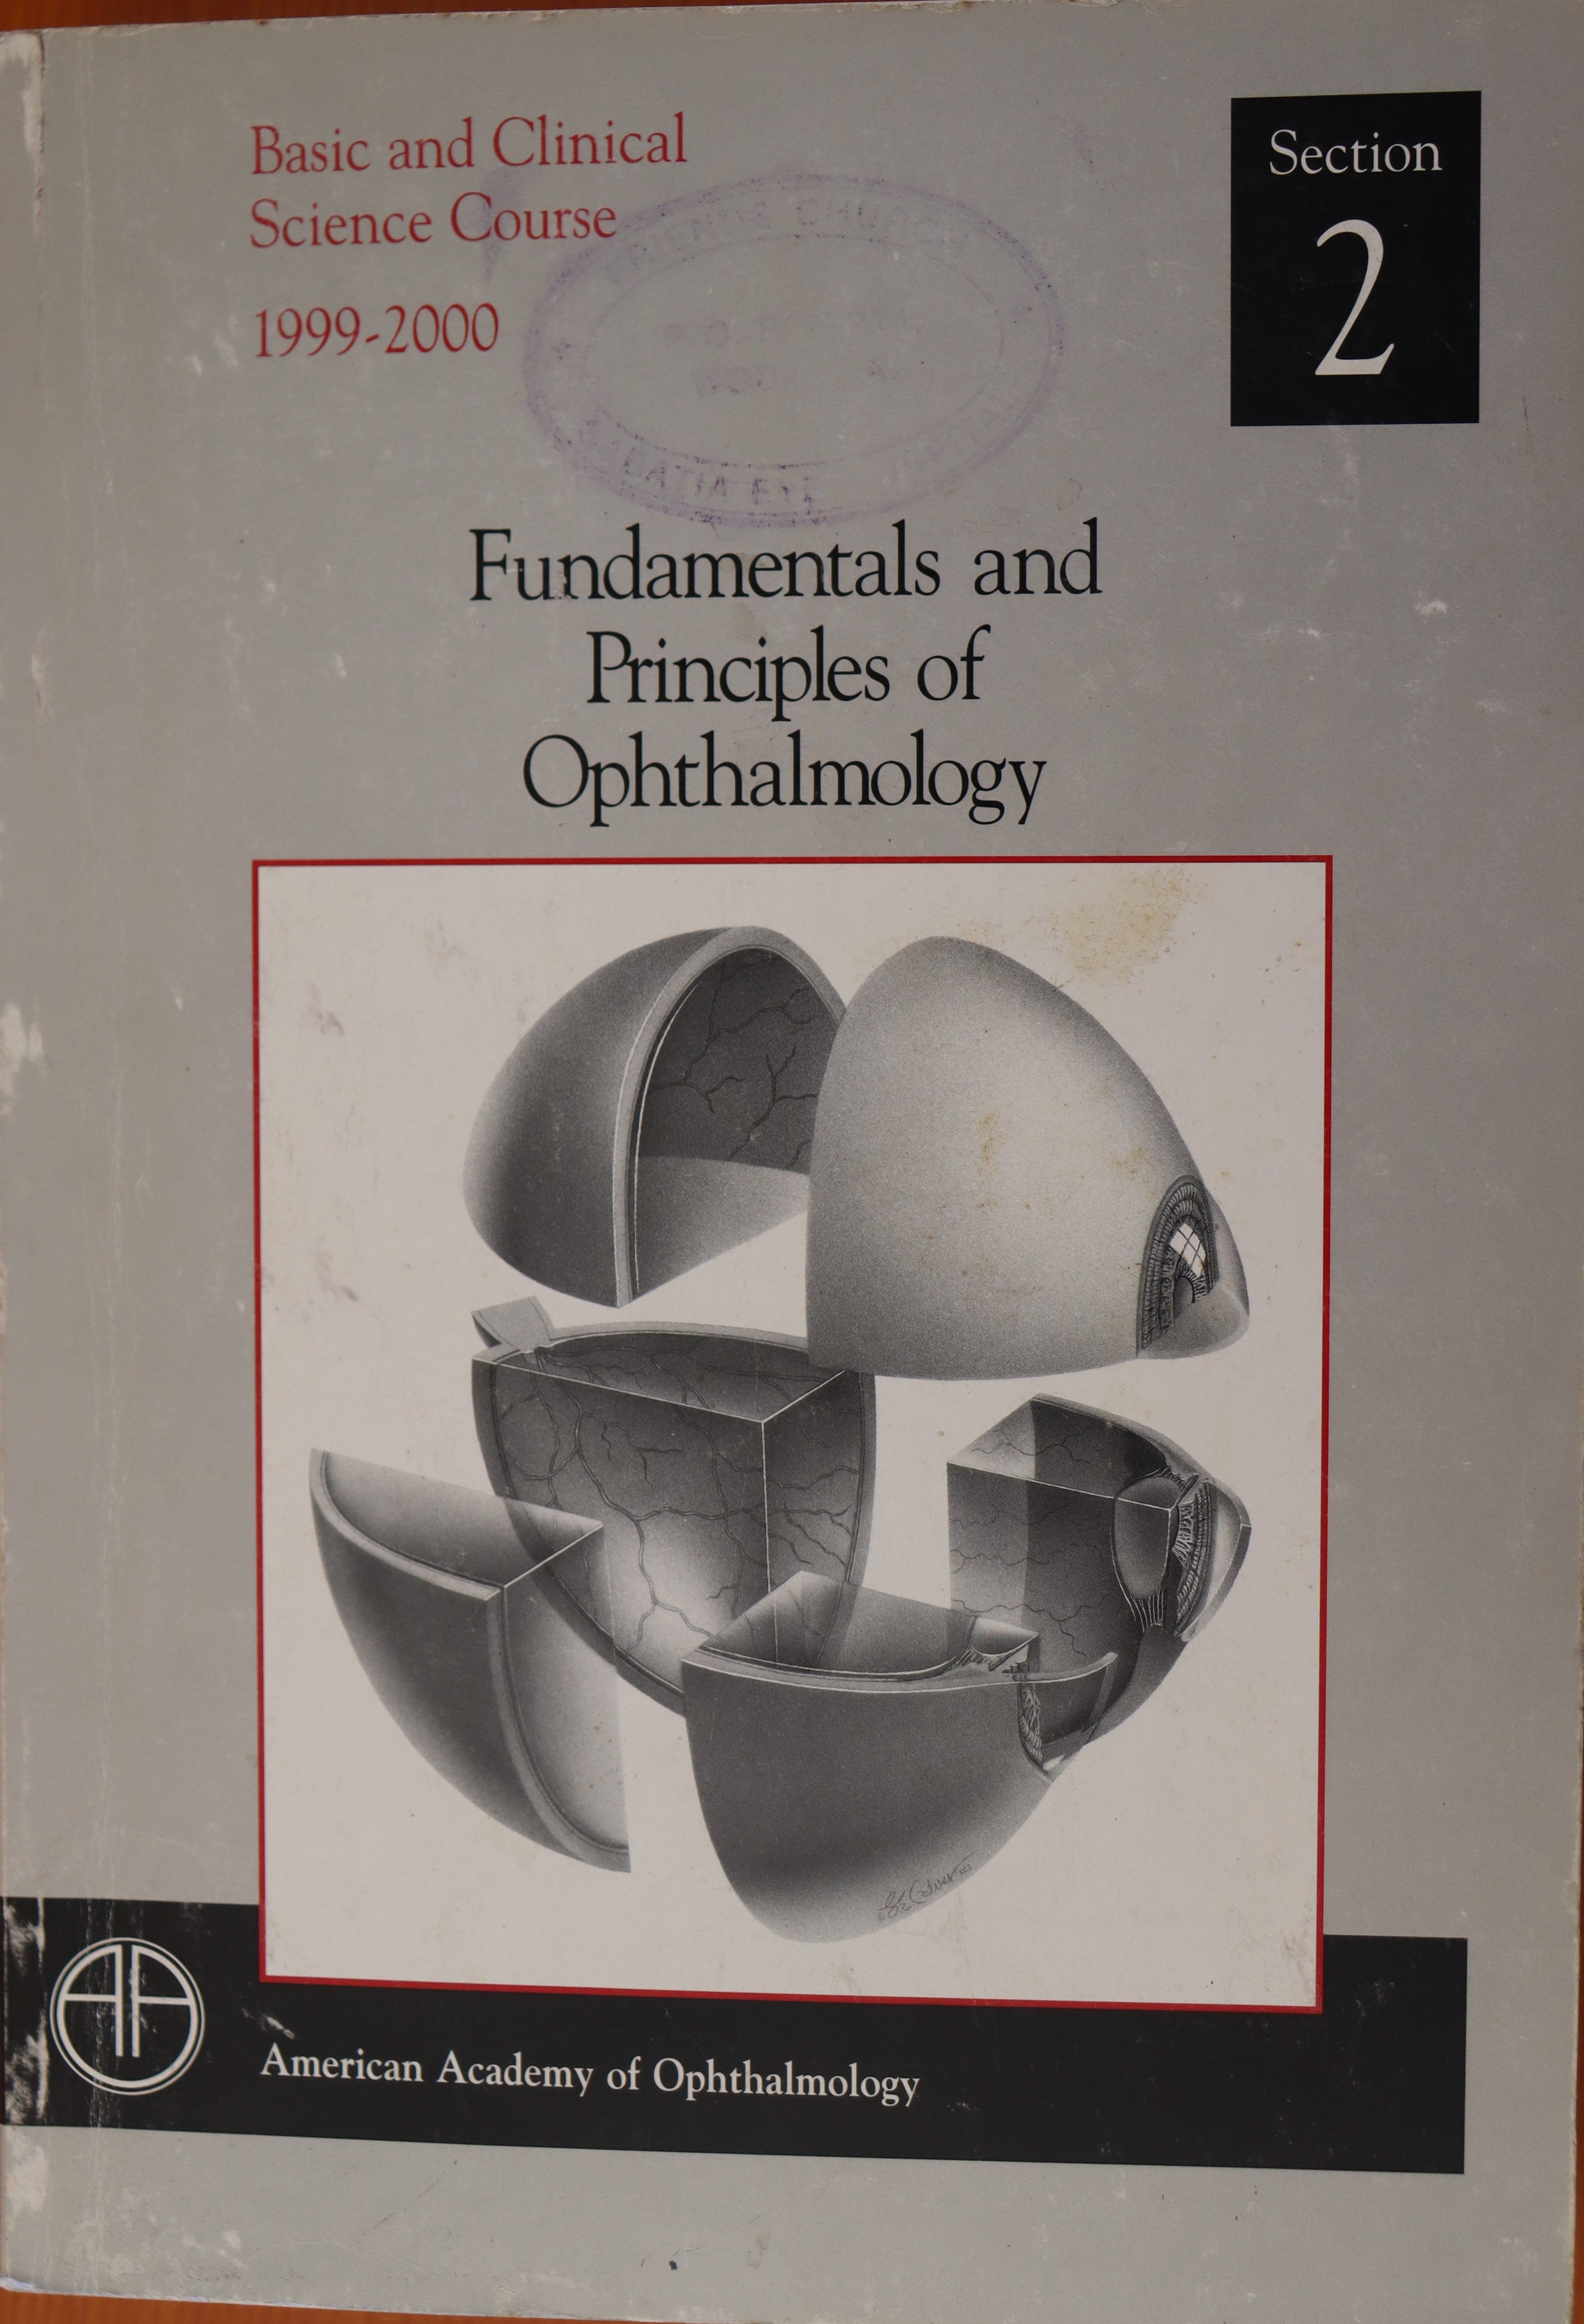 Basic and Clinical
Science Course
1999-2000
Section
2
Fundamentals and
Principles of
Ophthalmology
American Academy of Ophthalmology